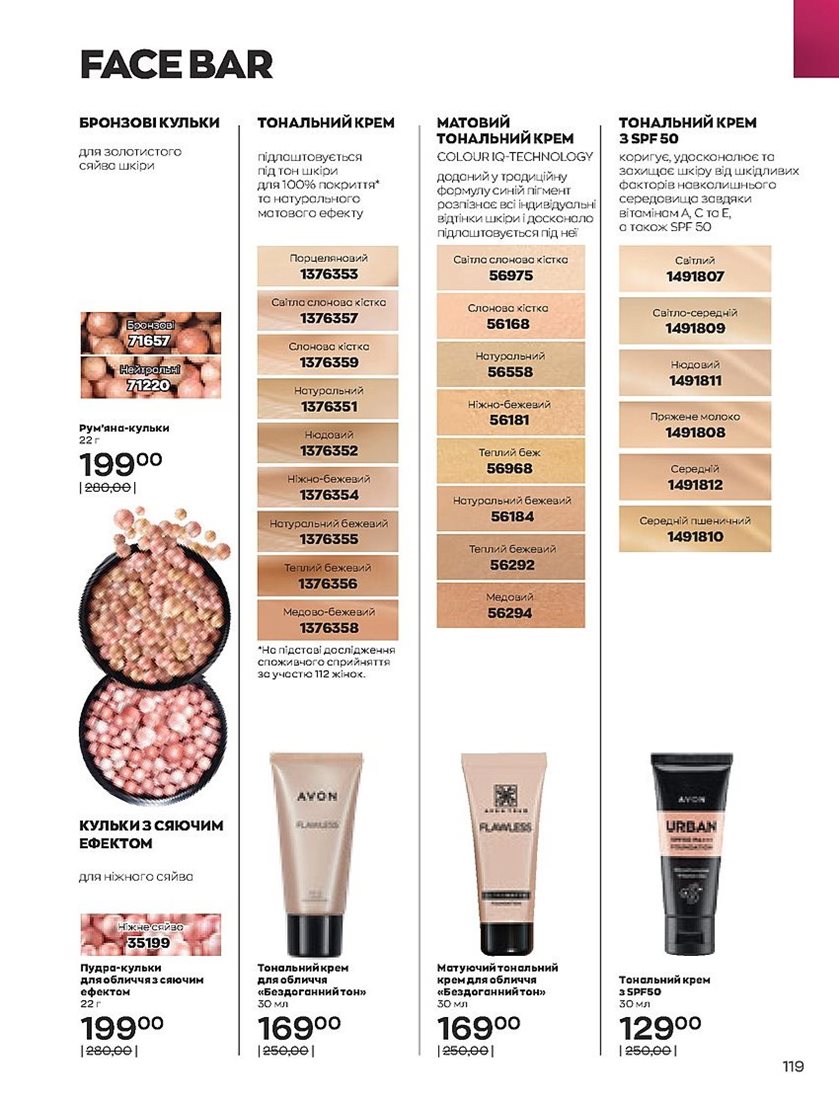 FACE BAR
БРОНЗОВІ КУЛЬКИ
для золотистого
сяйва шкіри
Бронзові
71657
Нейтральні
71220
Рум'яна-кульки
22 г
19900
|280,00|
КУЛЬКИ З СЯЮЧИМ
ЕФЕКТОМ
для ніжного сяйва
Ніжне сяйво
35199
Пудра-кульки
для обличчя з сяючим
ефектом
22 г
19900
|280,00|
ТОНАЛЬНИЙ КРЕМ
підлаштовується
під тон шкіри
для 100% покриття*
та натурального
матового ефекту
Порцеляновий
1376353
Світла слонова кістка
1376357
Слонова кістка
1376359
Натуральний
1376351
Нюдовий
1376352
Ніжно-бежевий
1376354
Натуральний бежевий
1376355
Теплий бежевий
1376356
Медово-бежевий
1376358
*На підставі дослідження
споживчого сприйняття
за участю 112 жінок.
AVON
FLAWLESS
Тональний крем
для обличчя
«Бездоганний тон»
30 мл
16900
|250,00|
МАТОВИЙ
ТОНАЛЬНИЙ КРЕМ
COLOUR IQ-TECHNOLOGY
доданий у традиційну
формулу синій пігмент
розпізнає всі індивідуальні
відтінки шкіри і досконало
підлаштовується під неї
Світла слонова кістка
56975
Слонова кістка
56168
Натуральний
56558
Ніжно-бежевий
56181
Теплий беж
56968
Натуральний бежевий
56184
Теплий бежевий
56292
Медовий
56294
FLAWLESS
Матуючий тональний
крем для обличчя
«Бездоганний тон»
30 мл
16900
|250,00|
ТОНАЛЬНИЙ КРЕМ
З SPF 50
коригує, удосконалює та
захищає шкіру від шкідливих
факторів навколишнього
середовища завдяки
вітамінам А, С та Е,
а також SPF 50
Світлий
1491807
Світло-середній
1491809
Нюдовий
1491811
Пряжене молоко
1491808
Середній
1491812
Середній пшеничний
1491810
AVON
URBAN
FOUNDATION
Тональний крем
з SPF50
30 мл
12900
|250,00|
119